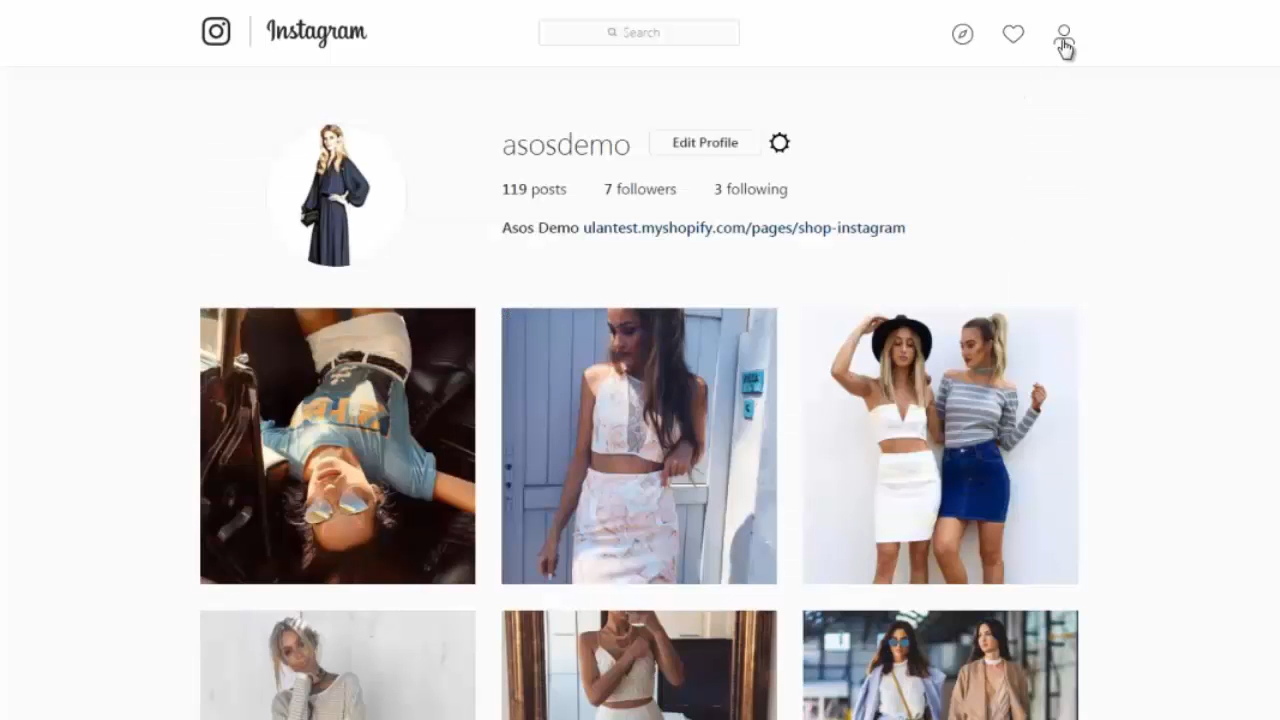 Instagram
Search
asosdemo Edit Profile
119 posts 7 followers 3 following
Asos Demo ulantest.myshopify.com/pages/shop-instagram